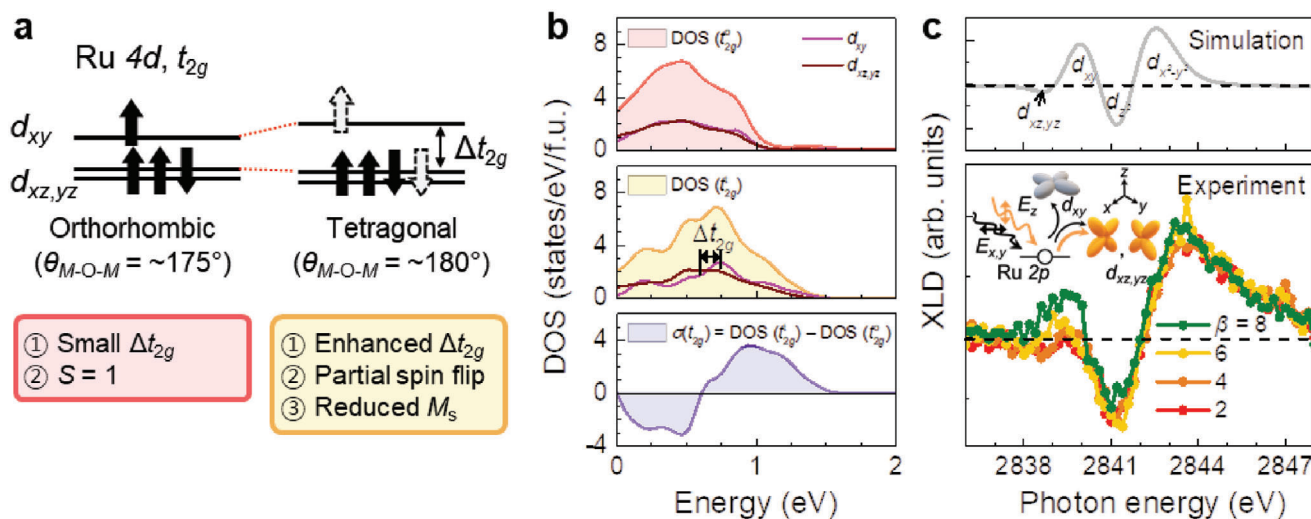 a
Ru 4d, t2g
dxy
dxz,yz
Δt2g
Orthorhombic
(θM-O-M = ~175°)
Tetragonal
(θM-O-M = ~180°)
① Small Δt2g
② S = 1
① Enhanced Δt2g
② Partial spin flip
③ Reduced Ms
b
DOS (states/eV/f.u.)
8
4
0
DOS (t2g^o)
dxy
dxz,yz
8
4
0
DOS (t2g^t)
Δt2g
4
0
-4
σ(t2g) = DOS (t2g^t) − DOS (t2g^o)
0
1
2
Energy (eV)
c
XLD (arb. units)
Simulation
dxy
dx²-y²
dxz,yz
dz²
Experiment
Ez
Ex,y
Ru 2p
dxy
z
x
y
,
dxz,yz
β = 8
6
4
2
2838
2841
2844
2847
Photon energy (eV)